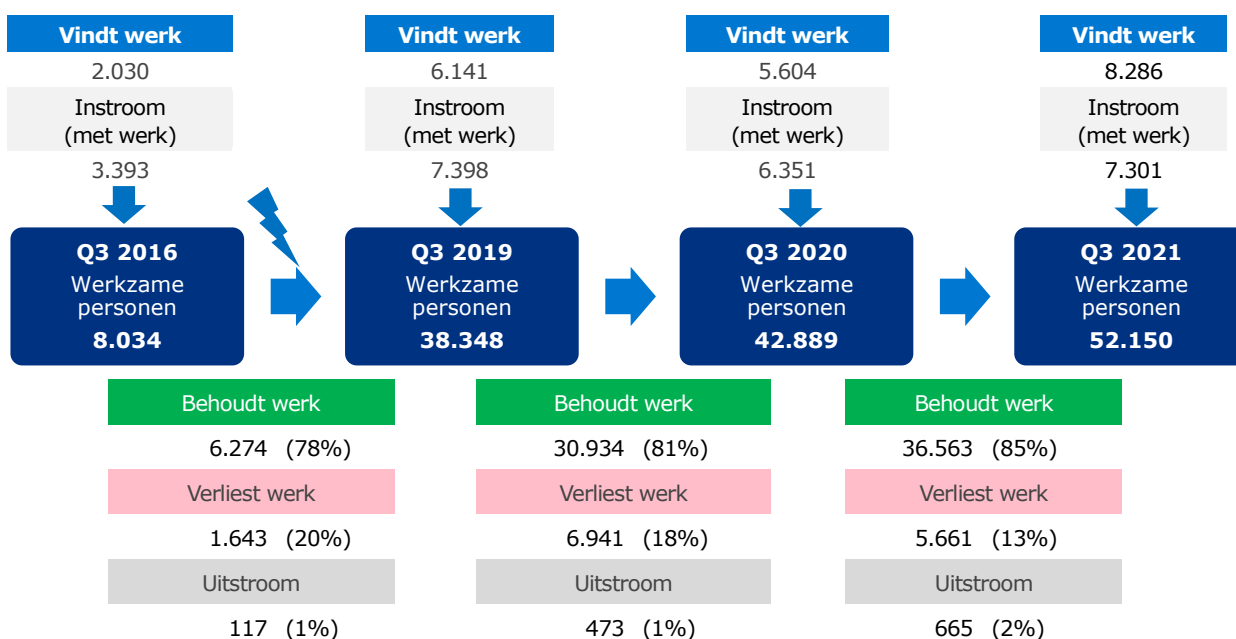 Vindt werk Vindt werk Vindt werk Vindt werk
2.030 6.141 5.604 8.286
Instroom Instroom Instroom Instroom
(met werk) (met werk) (met werk) (met werk)
3.393 7.398 6.351 7.301
Q3 2016 Q3 2019 Q3 2020 Q3 2021
Werkzame Werkzame Werkzame Werkzame
personen personen personen personen
8.034 38.348 42.889 52.150
Behoudt werk Behoudt werk Behoudt werk
6.274 (78%) 30.934 (81%) 36.563 (85%)
Verliest werk Verliest werk Verliest werk
1.643 (20%) 6.941 (18%) 5.661 (13%)
Uitstroom Uitstroom Uitstroom
117 (1%) 473 (1%) 665 (2%)